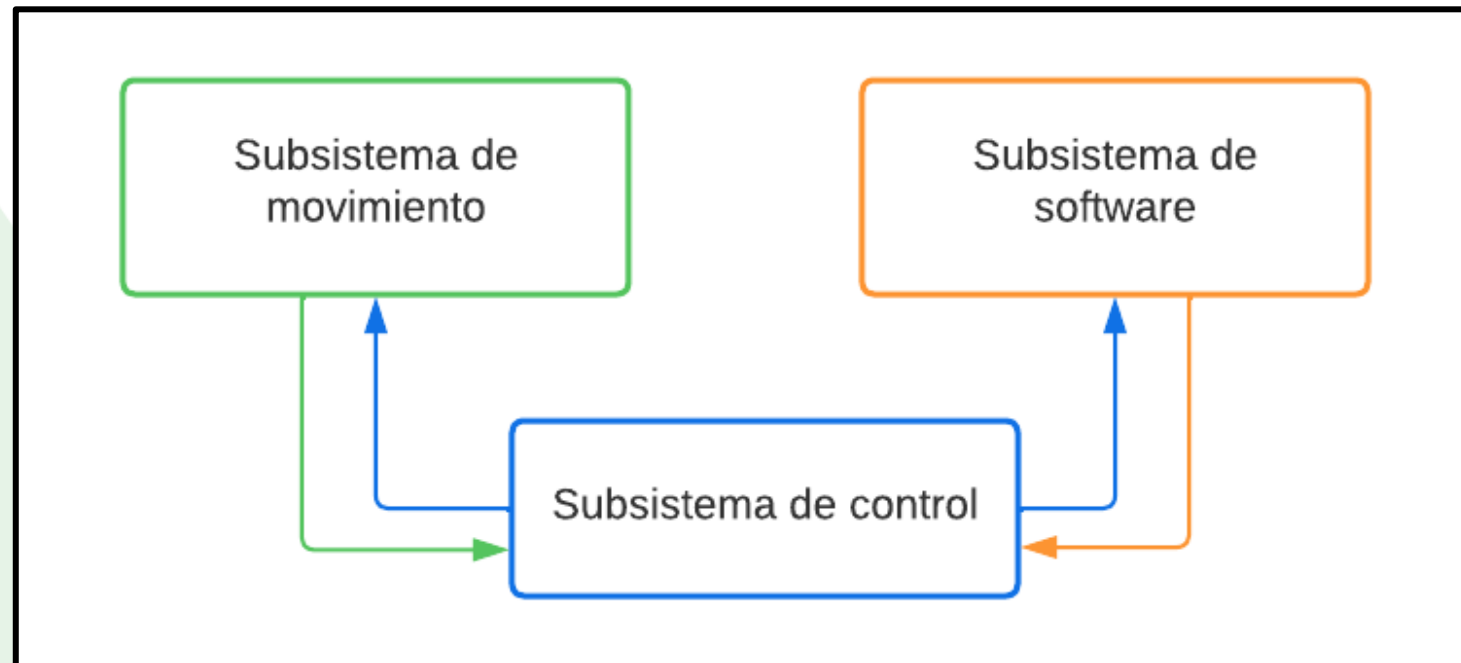 Subsistema de
movimiento
Subsistema de
software
Subsistema de control